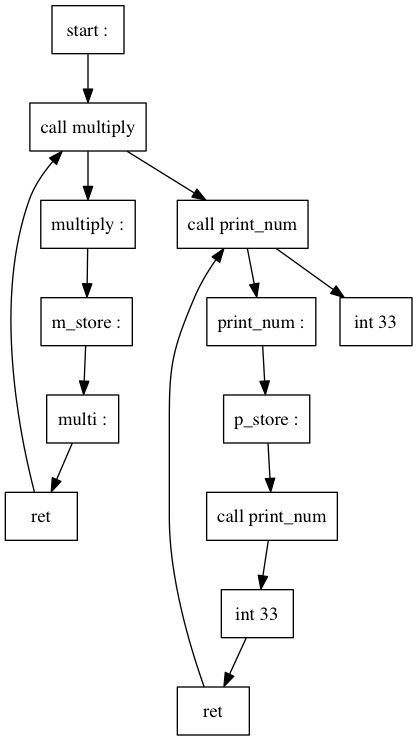 start :
call multiply
multiply :
call print_num
m_store :
print_num :
int 33
multi :
p_store :
ret
call print_num
int 33
ret